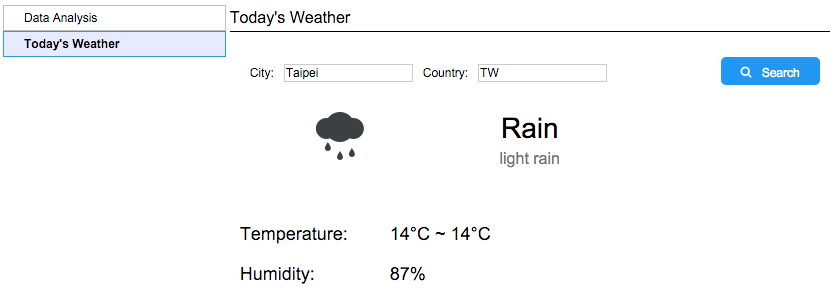 Data Analysis
Today's Weather
Today's Weather
City: Taipei Country: TW Search
Rain
light rain
Temperature: 14°C ~ 14°C
Humidity: 87%